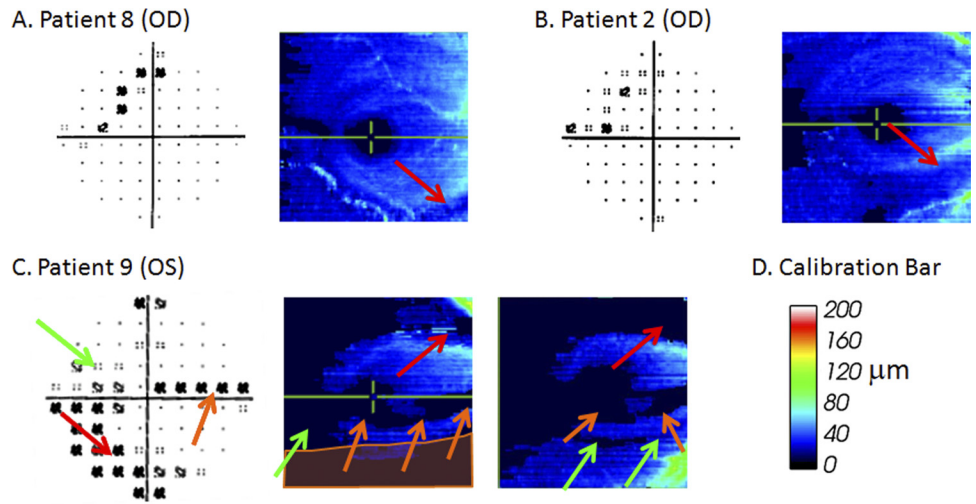 A. Patient 8 (OD)
B. Patient 2 (OD)
C. Patient 9 (OS)
D. Calibration Bar
200
160
120
80
40
0
μm